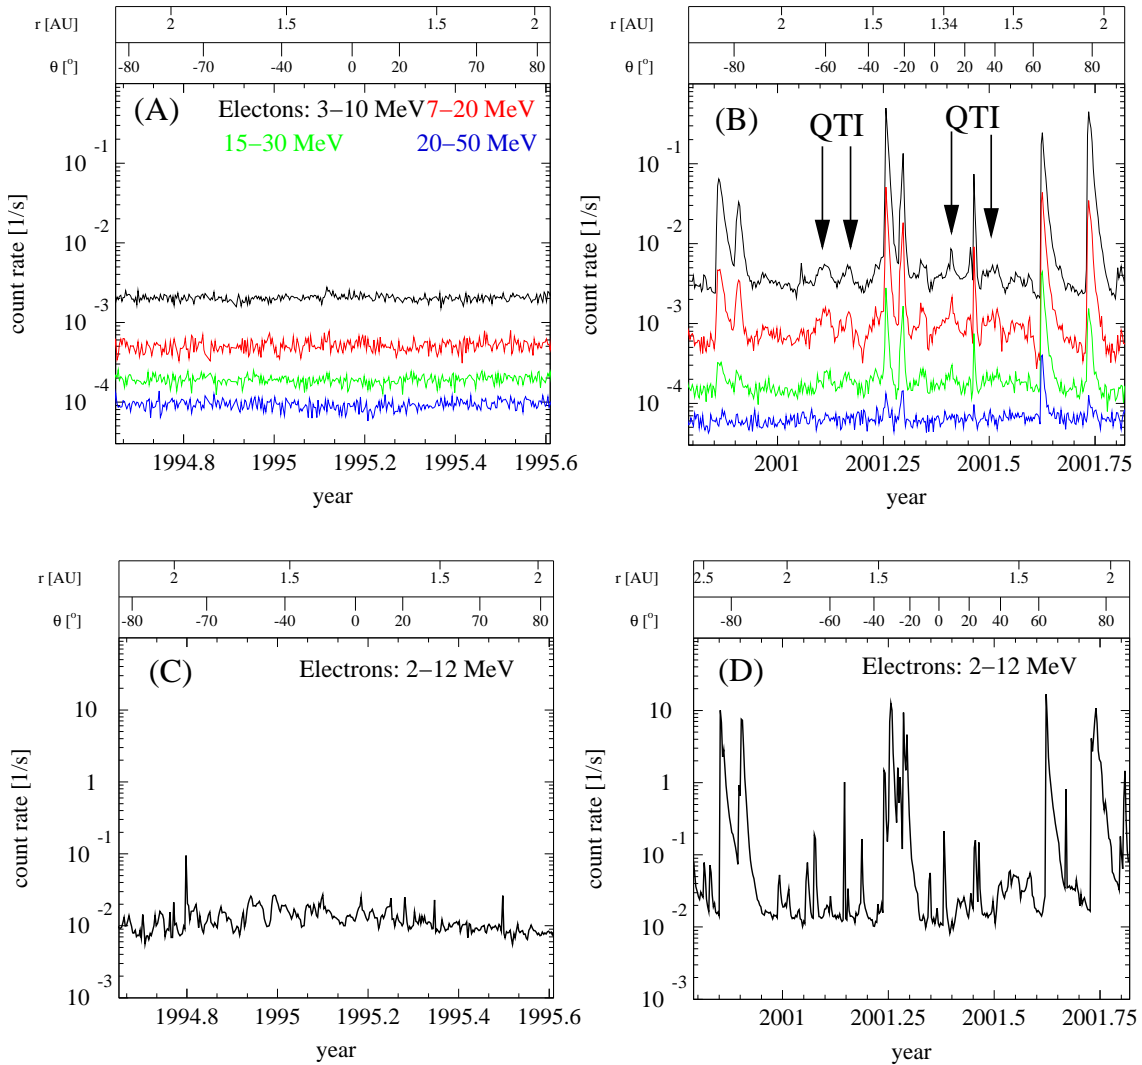 r [AU] 2 1.5 1.5 2
θ [°] -80 -70 -40 0 20 70 80
(A) Electons: 3−10 MeV 7−20 MeV
15−30 MeV 20−50 MeV
count rate [1/s]
10 -1
10 -2
10 -3
10 -4
1994.8 1995 1995.2 1995.4 1995.6
year
r [AU] 2 1.5 1.34 1.5 2
θ [°] -80 -60 -50 -30 -20 0 20 40 60 70 80
(B) QTI QTI
count rate [1/s]
10 -1
10 -2
10 -3
10 -4
2001 2001.25 2001.5 2001.75
year
r [AU] 2 1.5 1.5 2
θ [°] -80 -70 -40 0 20 70 80
(C) Electrons: 2−12 MeV
count rate [1/s]
10
1
10 -1
10 -2
10 -3
1994.8 1995 1995.2 1995.4 1995.6
year
r [AU] 2.5 2 1.5 1.5 2
θ [°] -80 -60 -40 -30 -20 0 20 40 60 80
(D) Electrons: 2−12 MeV
count rate [1/s]
10
1
10 -1
10 -2
10 -3
2001 2001.25 2001.5 2001.75
year